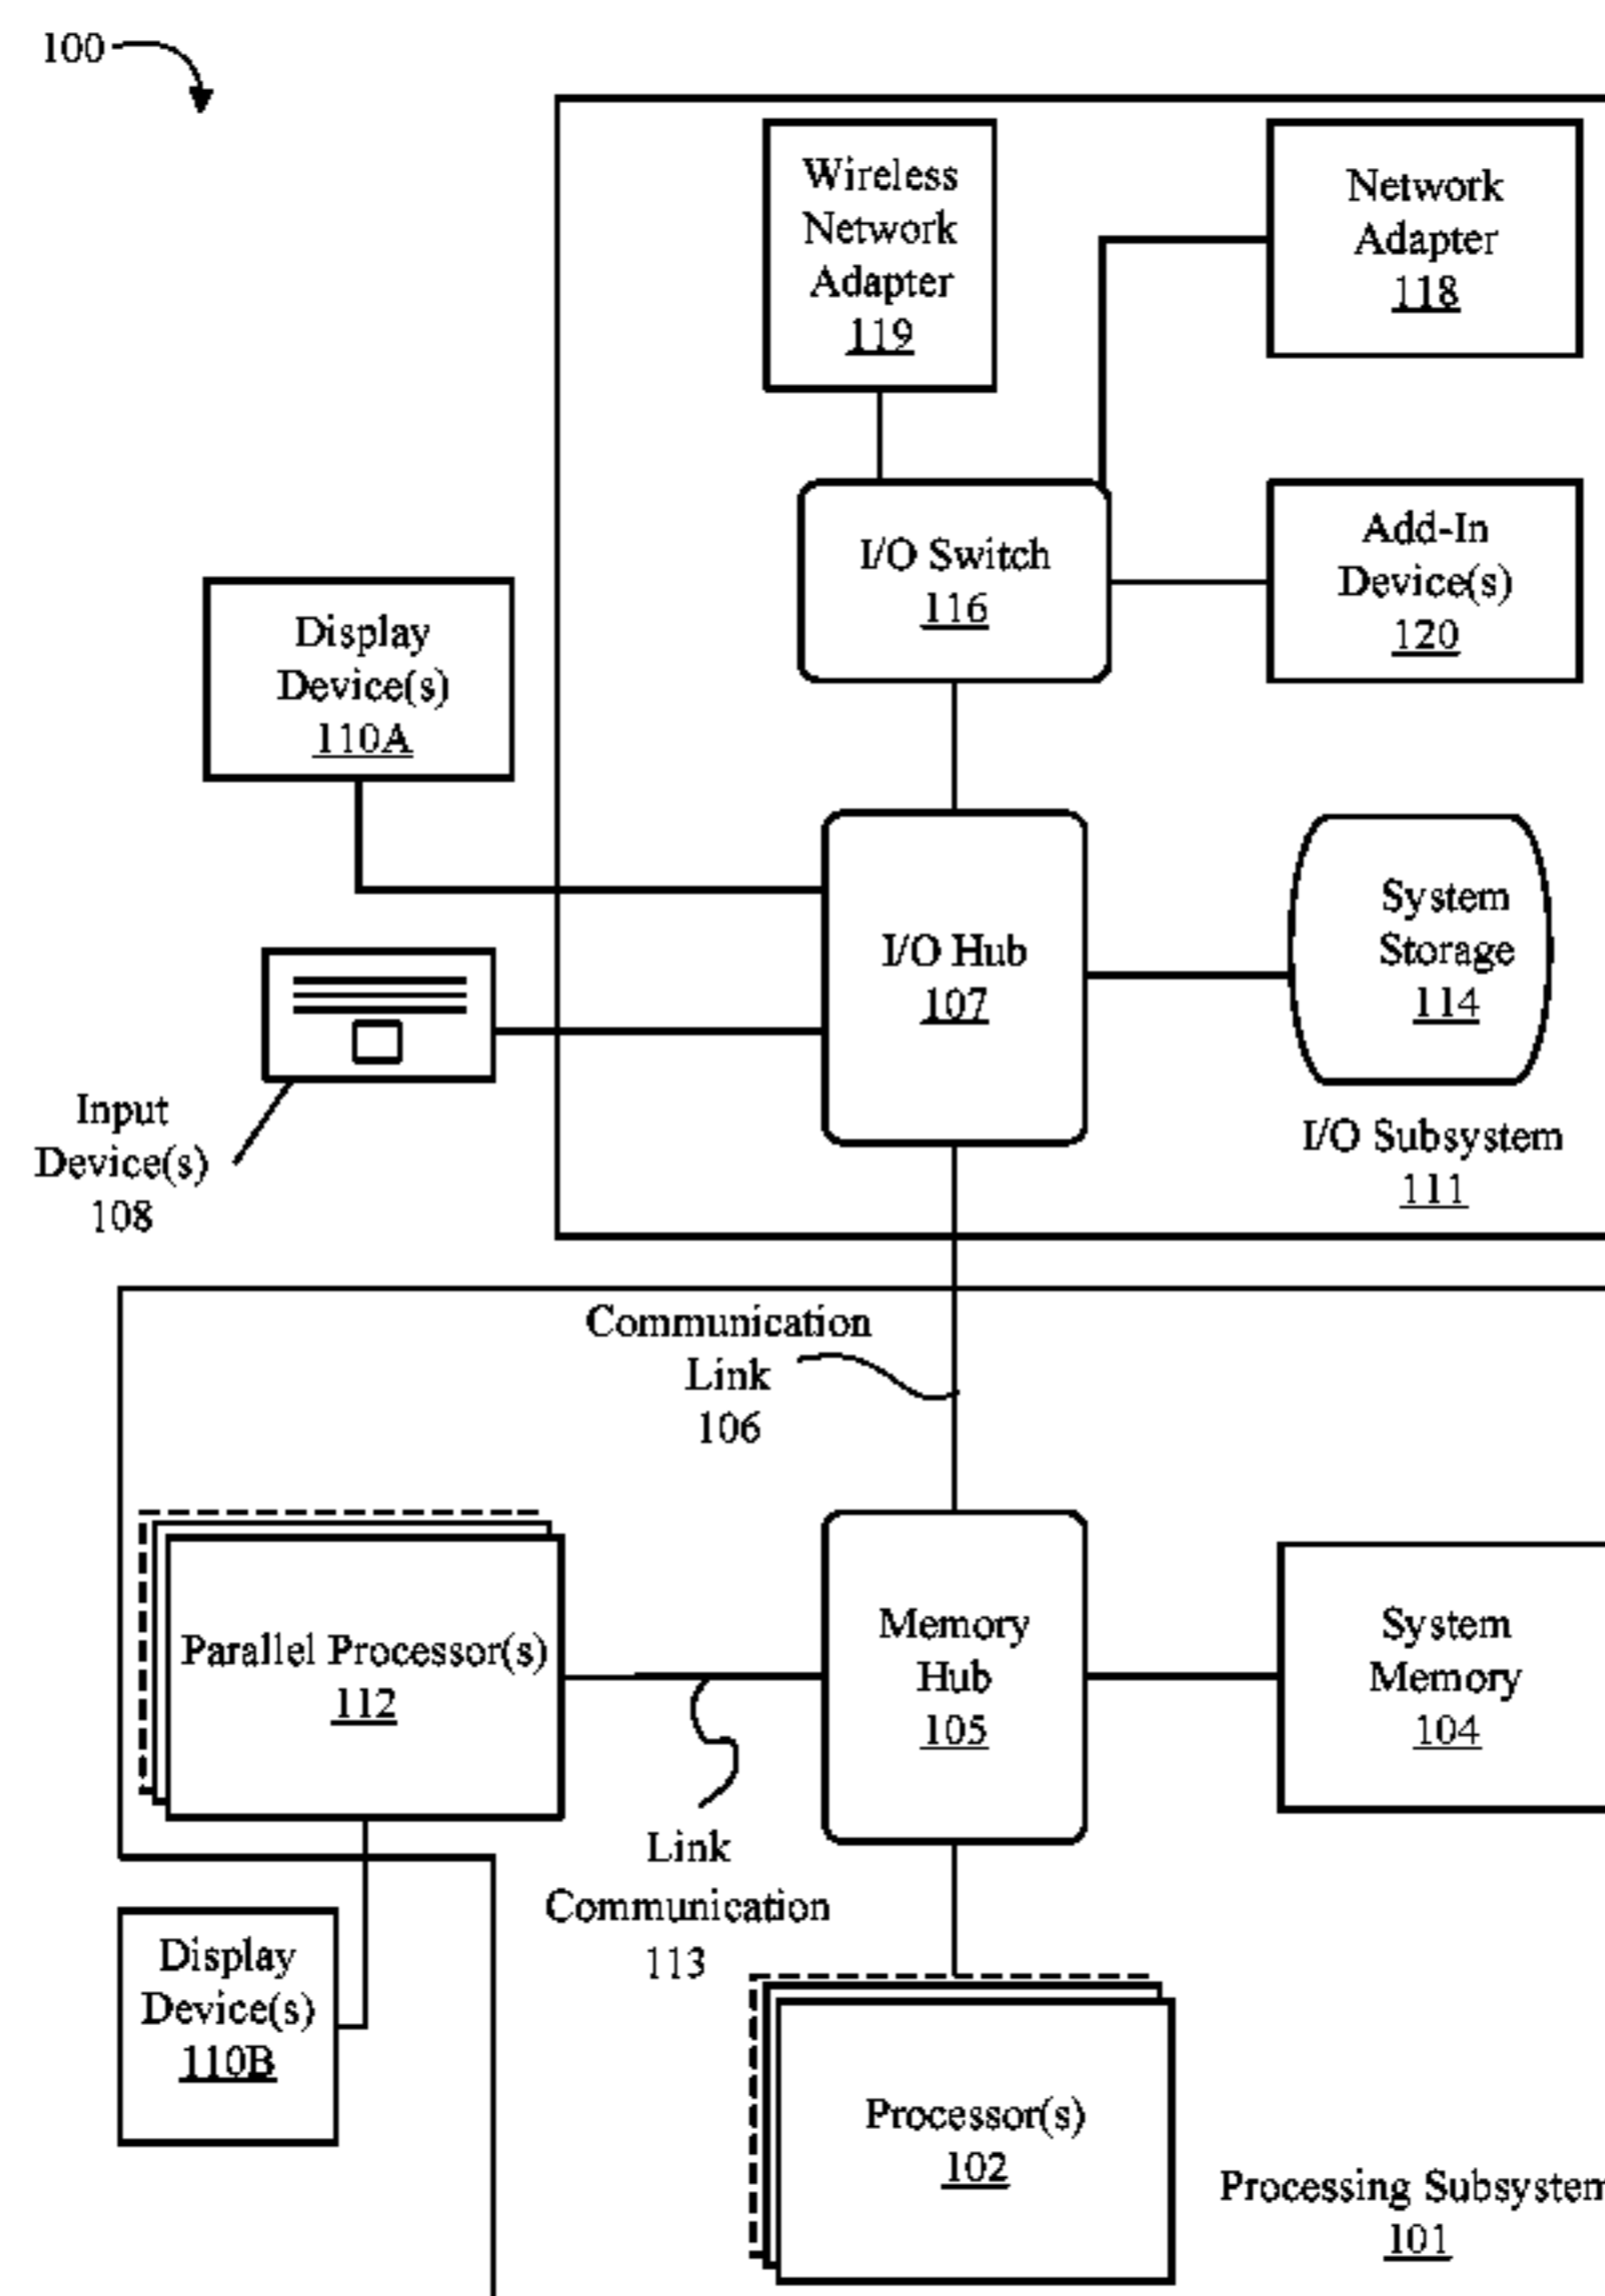 100
Wireless
Network
Adapter
119
Network
Adapter
118
I/O Switch
116
Add-In
Device(s)
120
Display
Device(s)
110A
I/O Hub
107
System
Storage
114
Input
Device(s)
108
I/O Subsystem
111
Communication
Link
106
Parallel Processor(s)
112
Memory
Hub
105
System
Memory
104
Link
Communication
113
Display
Device(s)
110B
Processor(s)
102
Processing Subsystem
101